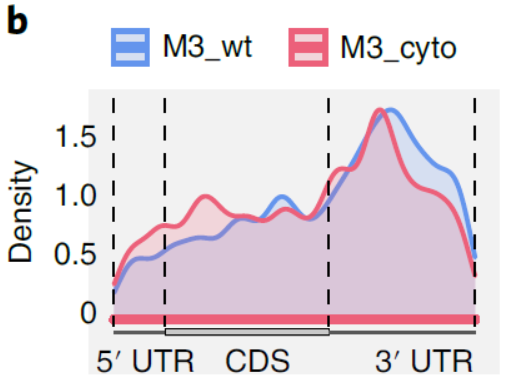 b
M3_wt M3_cyto
Density
1.5
1.0
0.5
0
5′ UTR CDS 3′ UTR